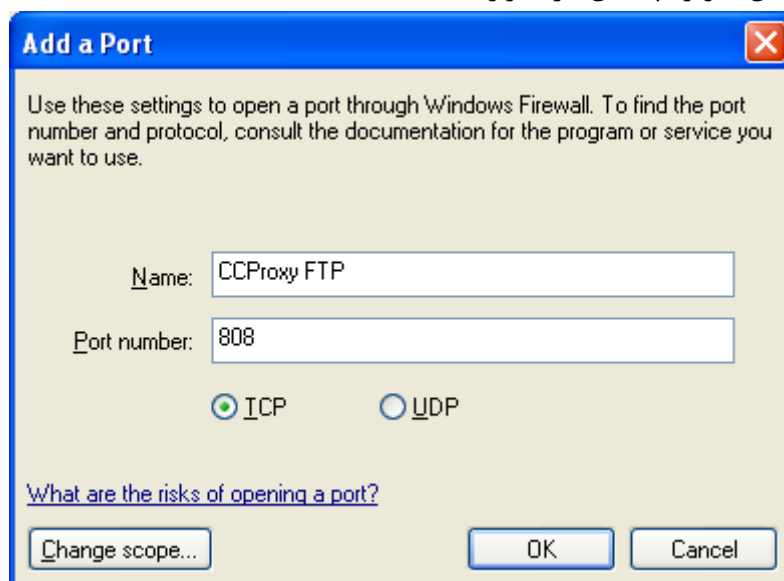 Add a Port
Use these settings to open a port through Windows Firewall. To find the port
number and protocol, consult the documentation for the program or service you
want to use.
Name: CCProxy FTP
Port number: 808
TCP UDP
What are the risks of opening a port?
Change scope... OK Cancel